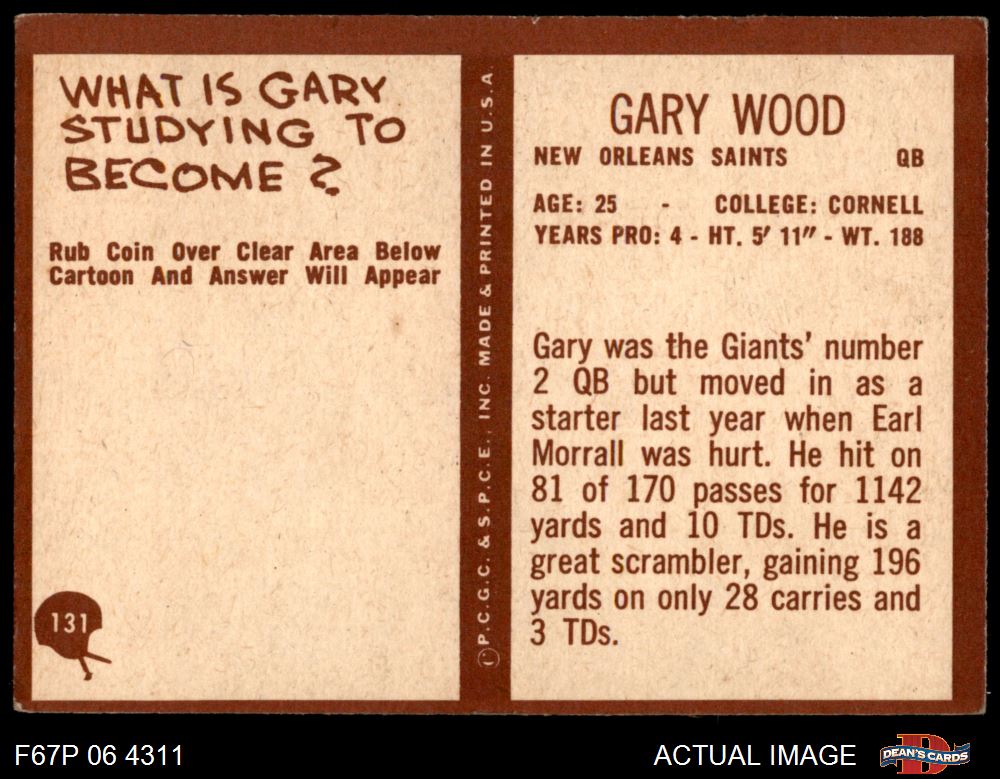 WHAT IS GARY
STUDYING TO
BECOME ?
Rub Coin Over Clear Area Below
Cartoon And Answer Will Appear
131
©P.C.G.C. & S.P.C.E., INC. MADE & PRINTED IN U.S.A.
GARY WOOD
NEW ORLEANS SAINTS QB
AGE: 25 - COLLEGE: CORNELL
YEARS PRO: 4 - HT. 5' 11" - WT. 188
Gary was the Giants' number
2 QB but moved in as a
starter last year when Earl
Morrall was hurt. He hit on
81 of 170 passes for 1142
yards and 10 TDs. He is a
great scrambler, gaining 196
yards on only 28 carries and
3 TDs.
F67P 06 4311
ACTUAL IMAGE
D
DEAN'S CARDS